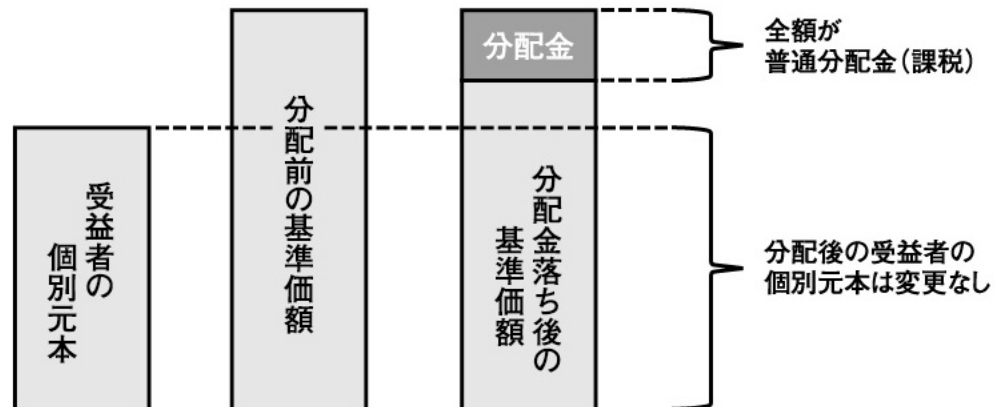 受益者の
個別元本
分配前の基準価額
分配金
分配金落ち後の
基準価額
全額が
普通分配金(課税)
分配後の受益者の
個別元本は変更なし